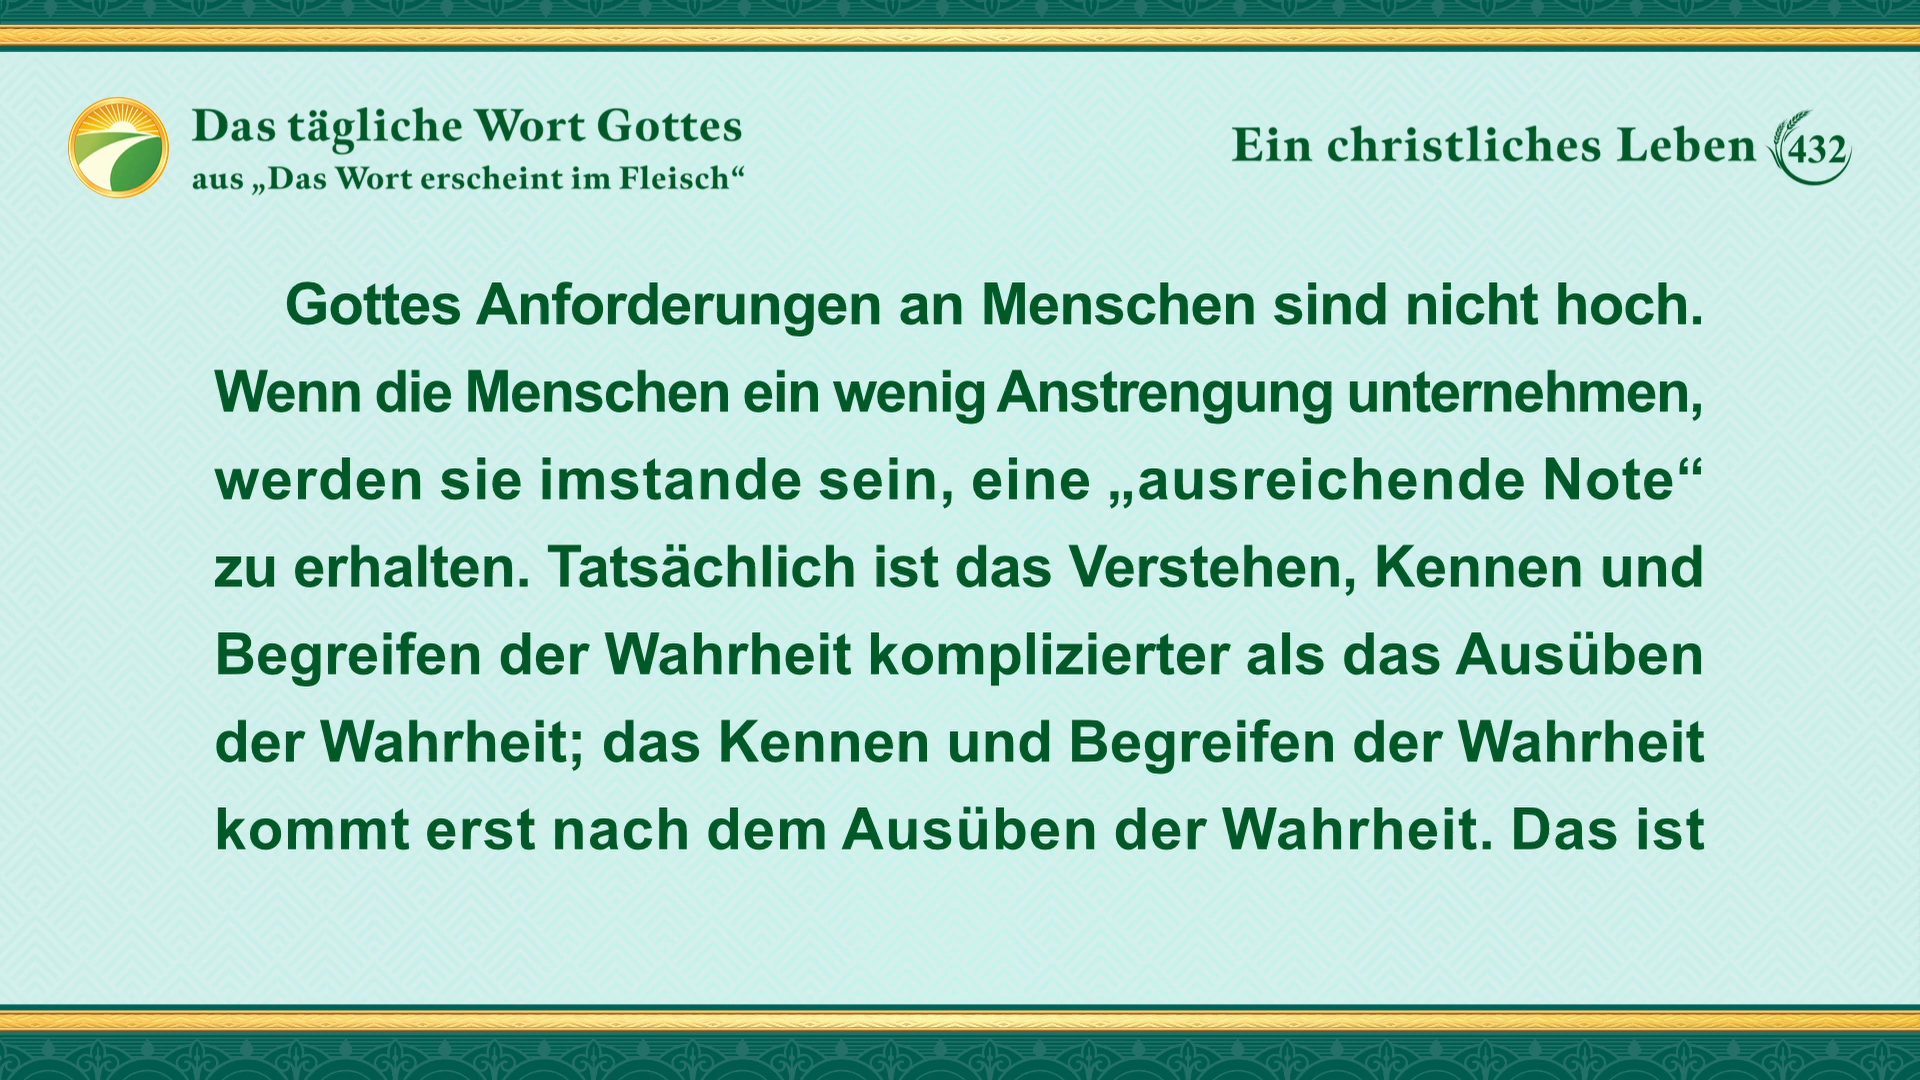 Das tägliche Wort Gottes
aus „Das Wort erscheint im Fleisch“
Ein christliches Leben 432
Gottes Anforderungen an Menschen sind nicht hoch.
Wenn die Menschen ein wenig Anstrengung unternehmen,
werden sie imstande sein, eine „ausreichende Note“
zu erhalten. Tatsächlich ist das Verstehen, Kennen und
Begreifen der Wahrheit komplizierter als das Ausüben
der Wahrheit; das Kennen und Begreifen der Wahrheit
kommt erst nach dem Ausüben der Wahrheit. Das ist